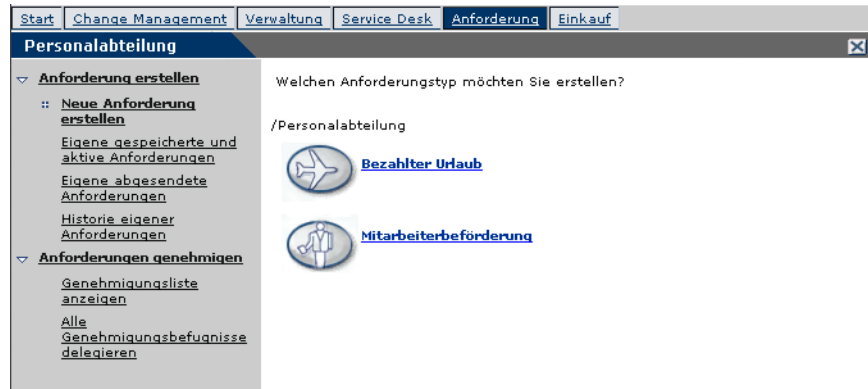 Start Change Management Verwaltung Service Desk Anforderung Einkauf
Personalabteilung
Anforderung erstellen
Neue Anforderung
erstellen
Eigene gespeicherte und
aktive Anforderungen
Eigene abgesendete
Anforderungen
Historie eigener
Anforderungen
Anforderungen genehmigen
Genehmigungsliste
anzeigen
Alle
Genehmigungsbefugnisse
delegieren
Welchen Anforderungstyp möchten Sie erstellen?
/Personalabteilung
Bezahlter Urlaub
Mitarbeiterbeförderung